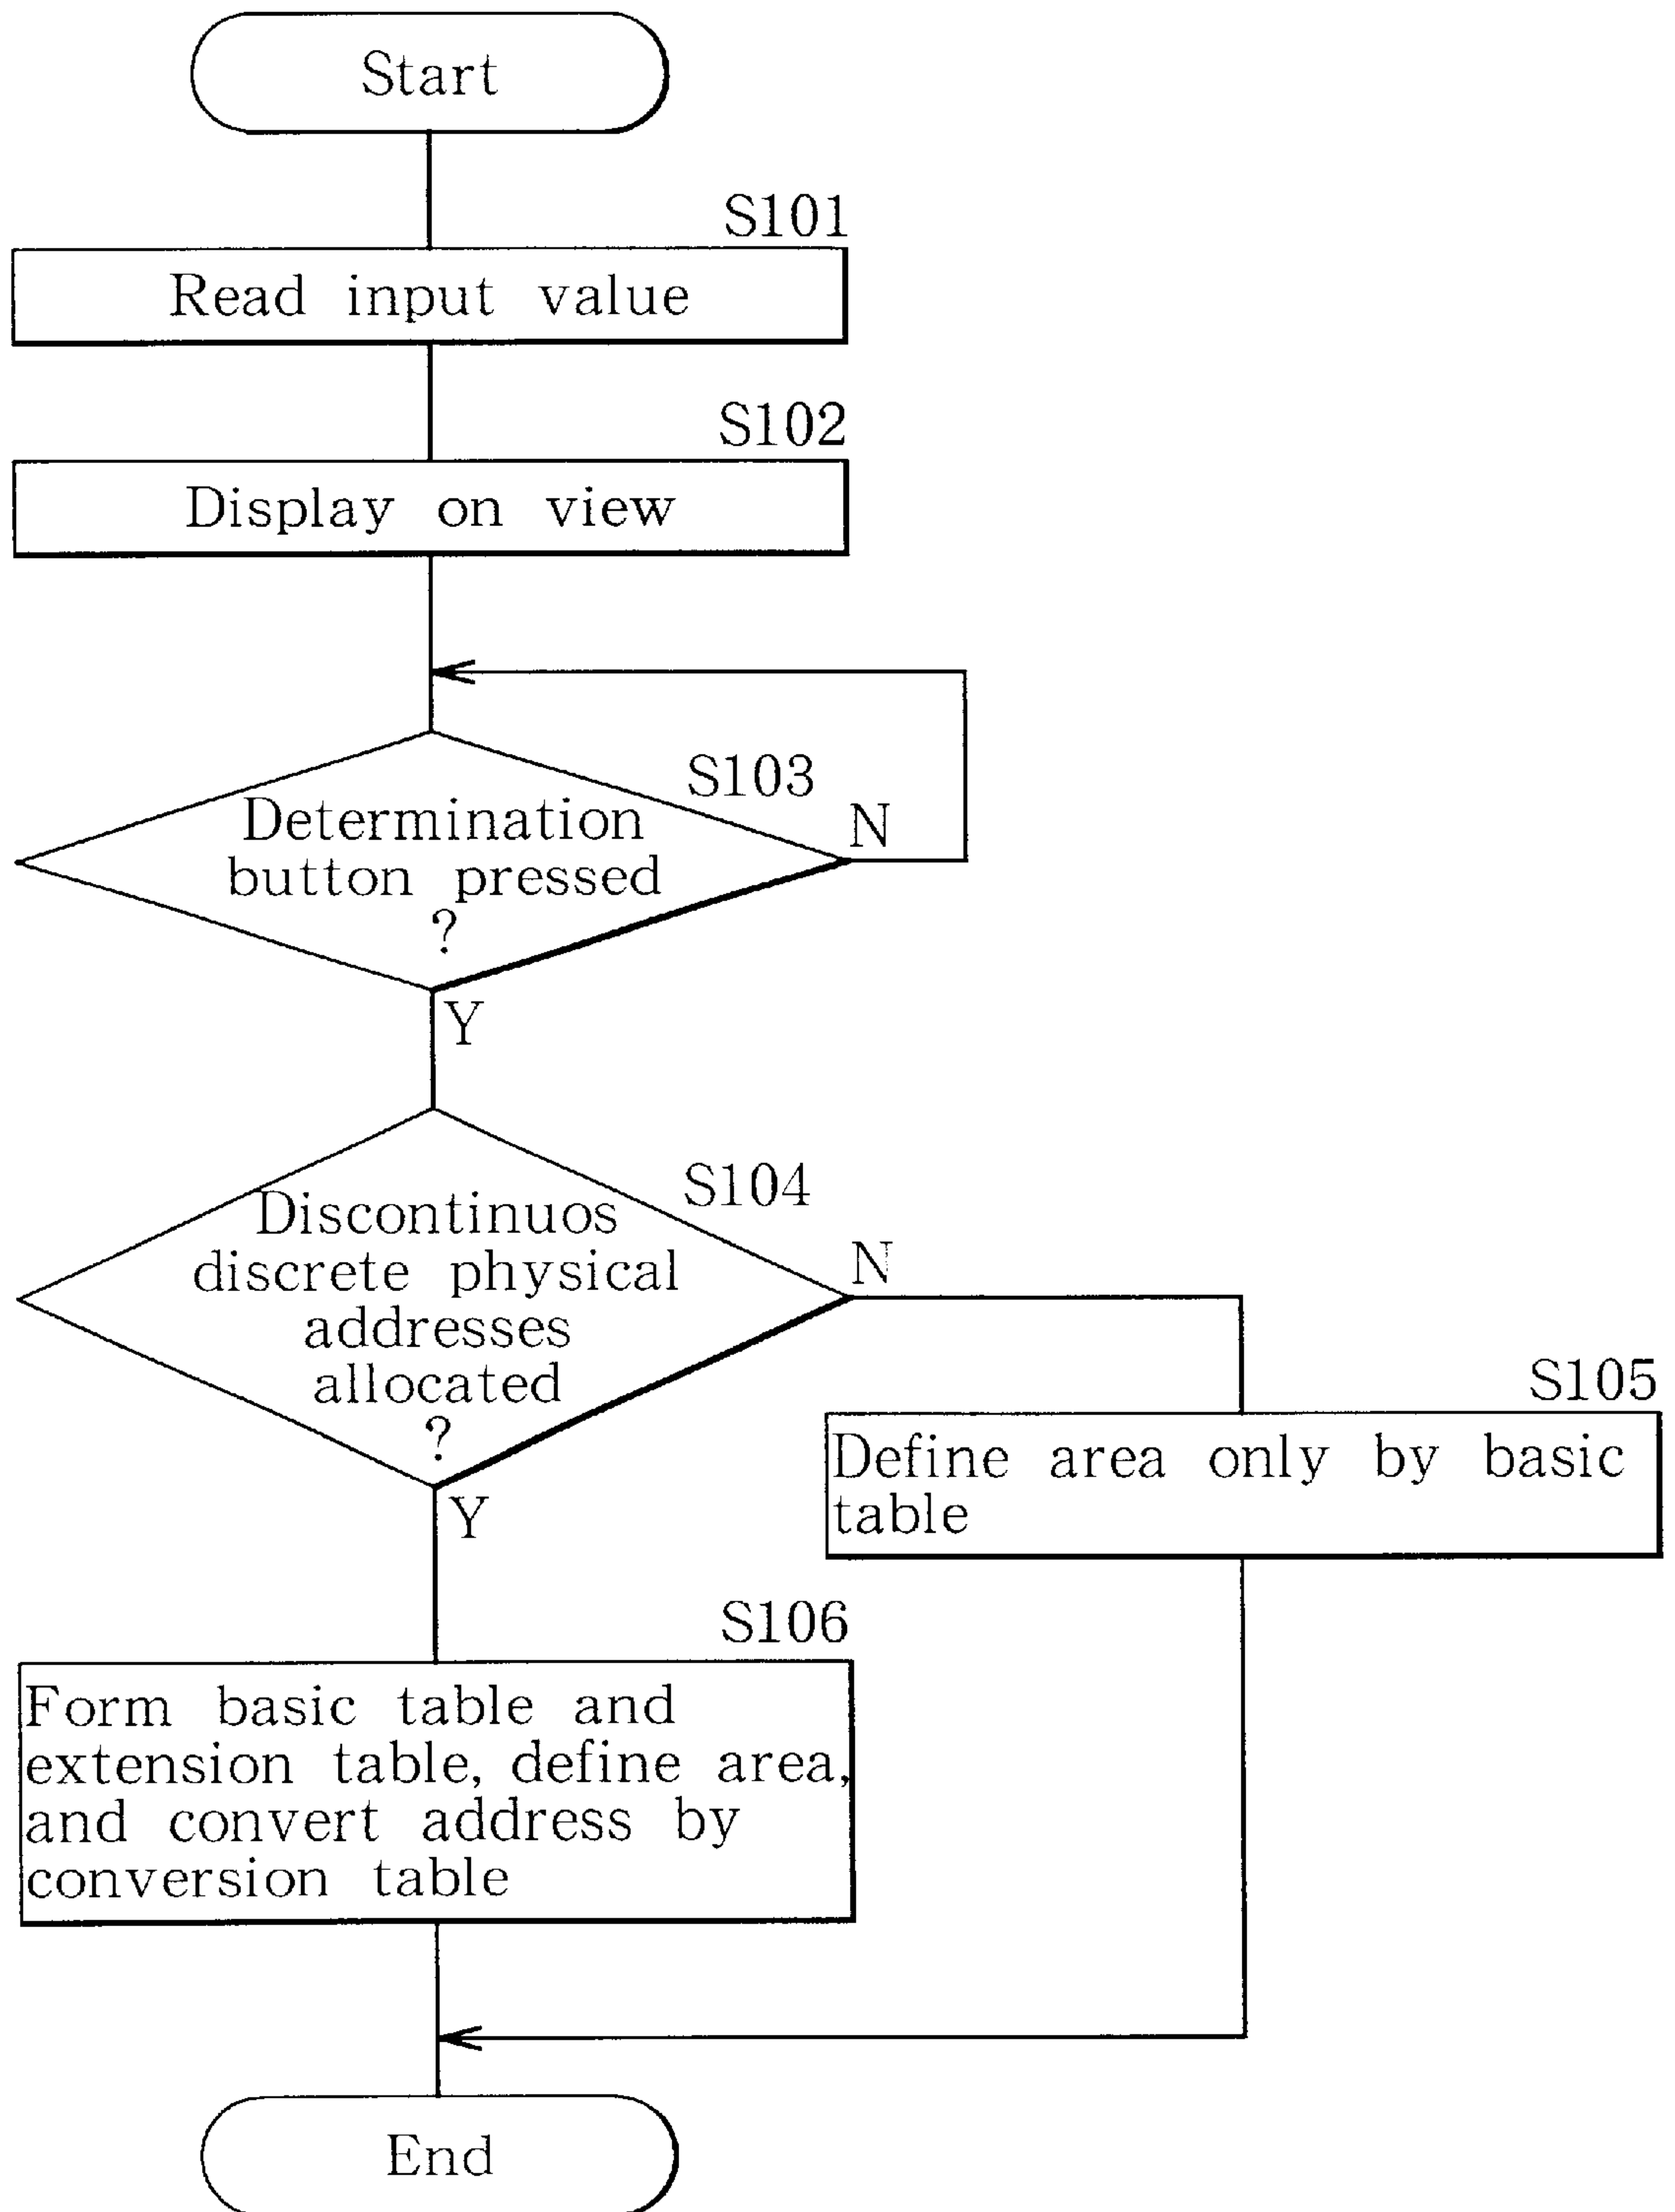 Start
S101
Read input value
S102
Display on view
S103
Determination
button pressed
?
N
Y
S104
Discontinuos
discrete physical
addresses
allocated
?
N
Y
S105
Define area only by basic
table
S106
Form basic table and
extension table, define area,
and convert address by
conversion table
End